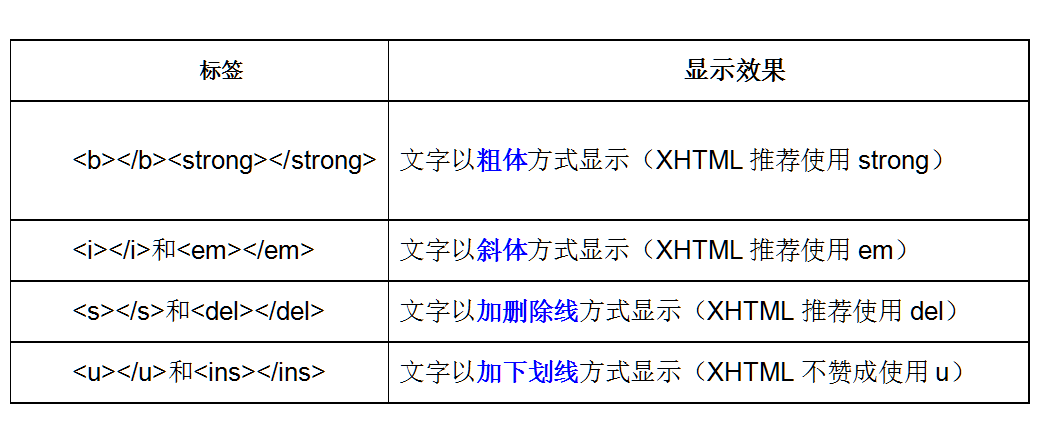 标签
显示效果
<b></b><strong></strong>
文字以粗体方式显示（XHTML 推荐使用 strong）
<i></i>和<em></em>
文字以斜体方式显示（XHTML 推荐使用 em）
<s></s>和<del></del>
文字以加删除线方式显示（XHTML 推荐使用 del）
<u></u>和<ins></ins>
文字以加下划线方式显示（XHTML 不赞成使用 u）